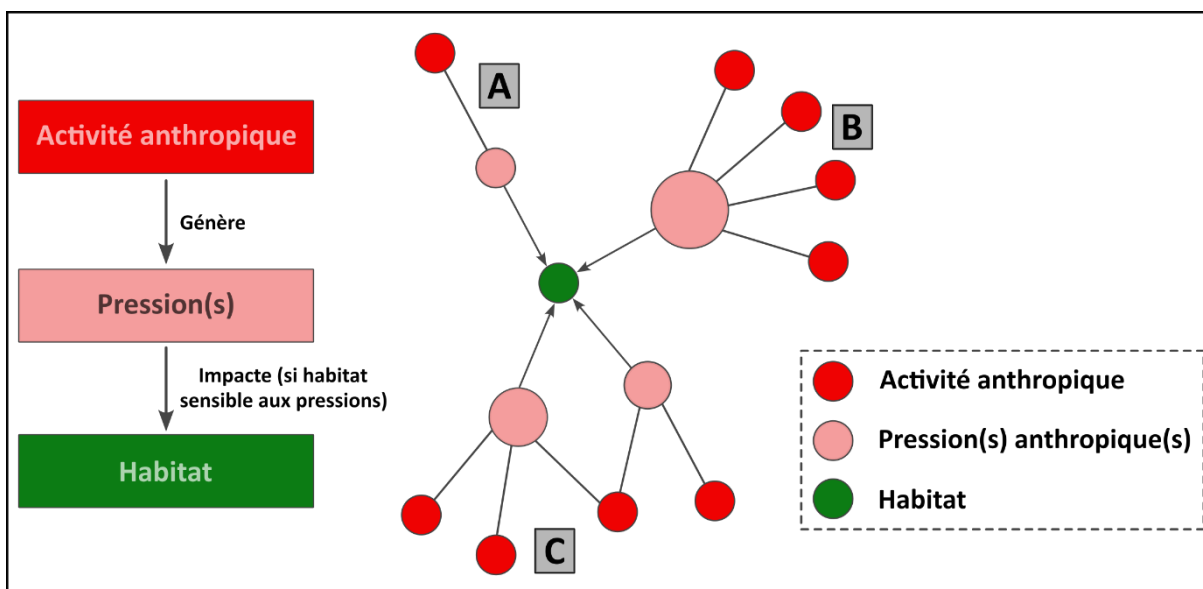 Activité anthropique
Génère
Pression(s)
Impacte (si habitat
sensible aux pressions)
Habitat
A
B
C
Activité anthropique
Pression(s) anthropique(s)
Habitat